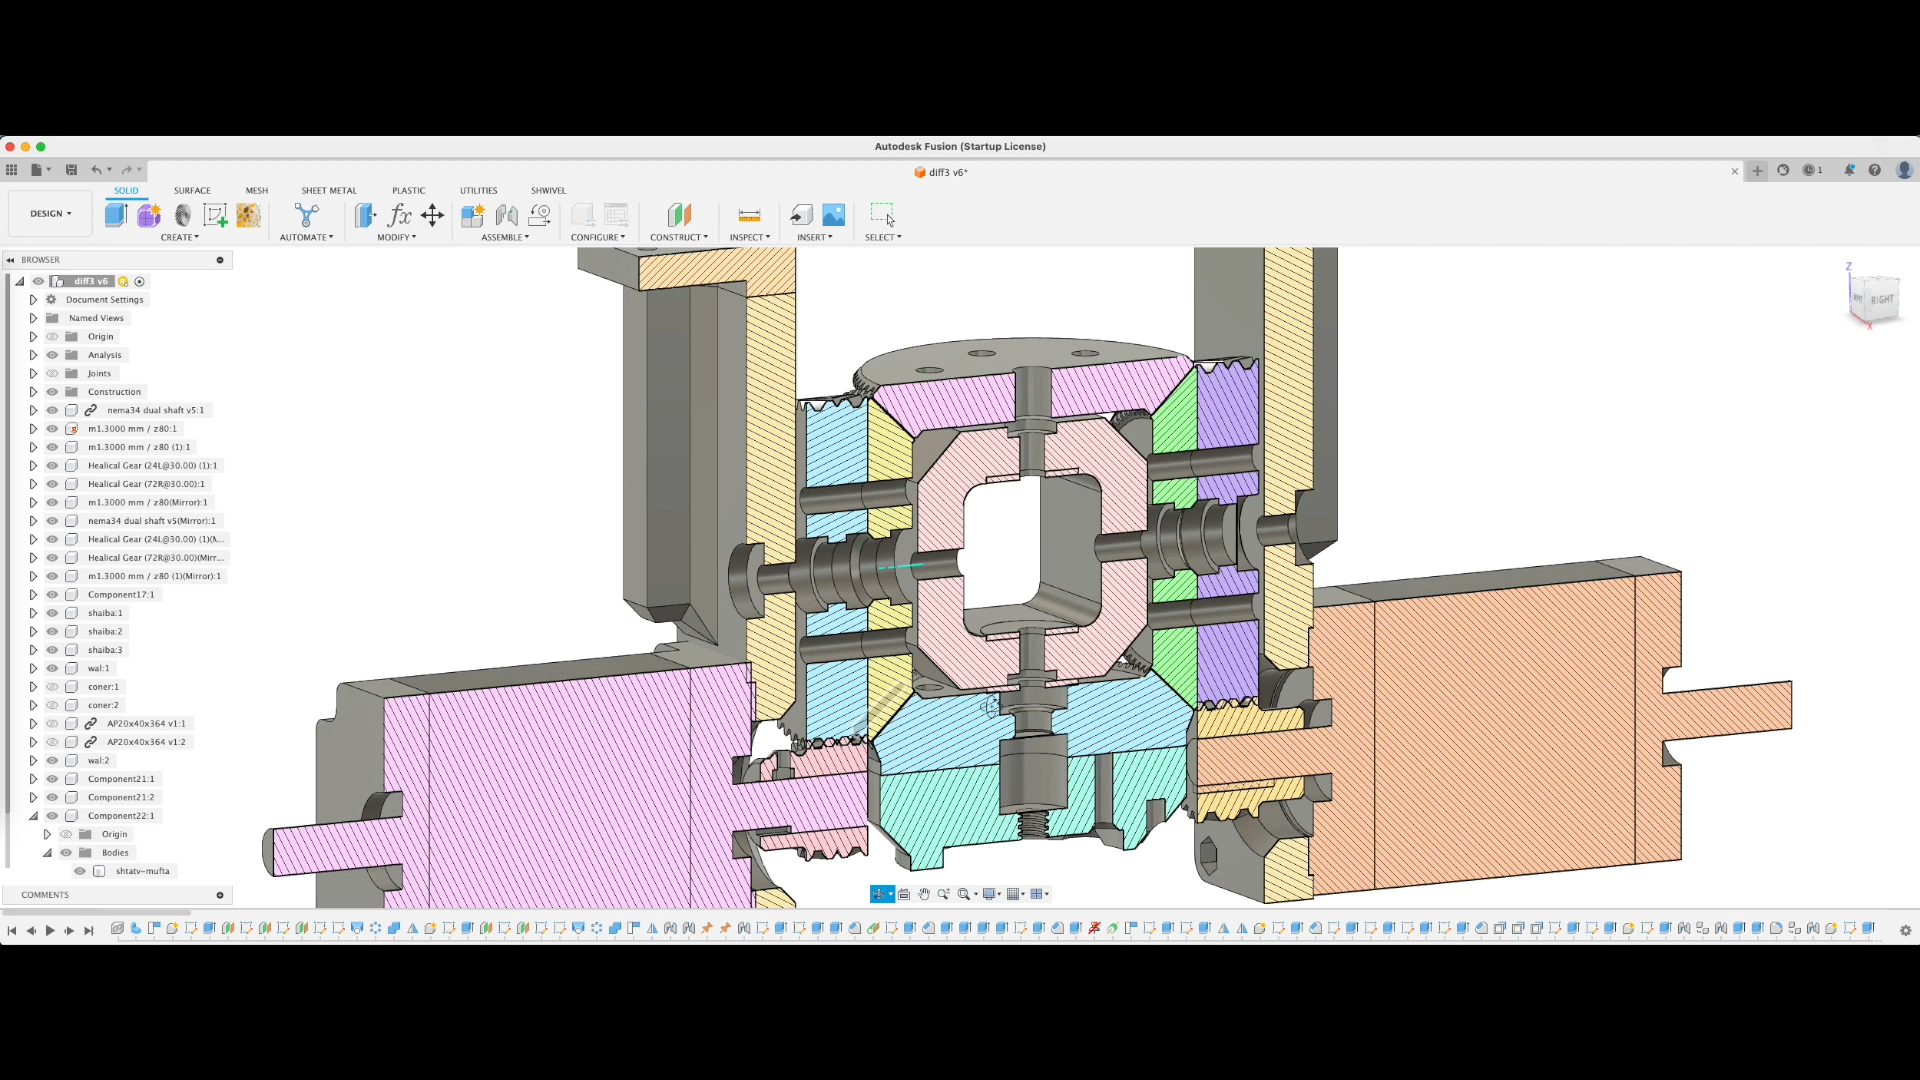 Autodesk Fusion (Startup License)
diff3 v6*
1
SOLID SURFACE MESH SHEET METAL PLASTIC UTILITIES SHWIVEL
DESIGN
CREATE AUTOMATE MODIFY ASSEMBLE CONFIGURE CONSTRUCT INSPECT INSERT SELECT
BROWSER
diff3 v6
Document Settings
Named Views
Origin
Analysis
Joints
Construction
nema34 dual shaft v5:1
m1.3000 mm / z80:1
m1.3000 mm / z80 (1):1
Healical Gear (24L@30.00) (1):1
Healical Gear (72R@30.00):1
m1.3000 mm / z80(Mirror):1
nema34 dual shaft v5(Mirror):1
Healical Gear (24L@30.00) (1)(M...
Healical Gear (72R@30.00)(Mirr...
m1.3000 mm / z80 (1)(Mirror):1
Component17:1
shaiba:1
shaiba:2
shaiba:3
wal:1
coner:1
coner:2
AP20x40x364 v1:1
AP20x40x364 v1:2
wal:2
Component21:1
Component21:2
Component22:1
Origin
Bodies
shtatv-mufta
COMMENTS
Z
RIGHT
X